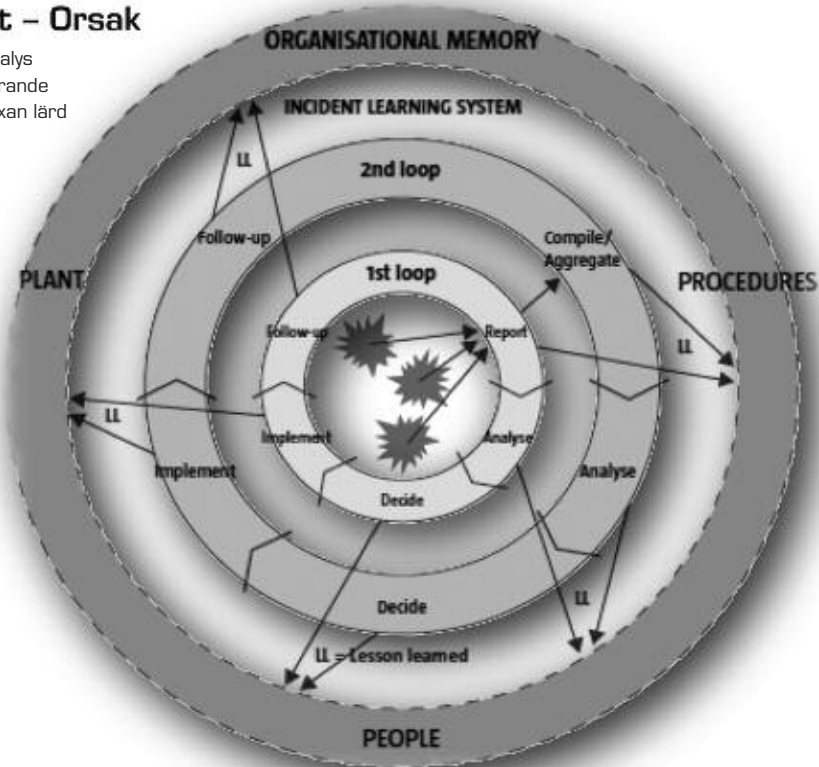 t – Orsak
alys
rande
xan lärd
ORGANISATIONAL MEMORY
INCIDENT LEARNING SYSTEM
LL
2nd loop
Follow-up
Compile/
Aggregate
PLANT
1st loop
PROCEDURES
Follow-up
Report
LL
LL
Implement
Analyse
Implement
Analyse
Decide
LL
Decide
LL = Lesson learned
PEOPLE